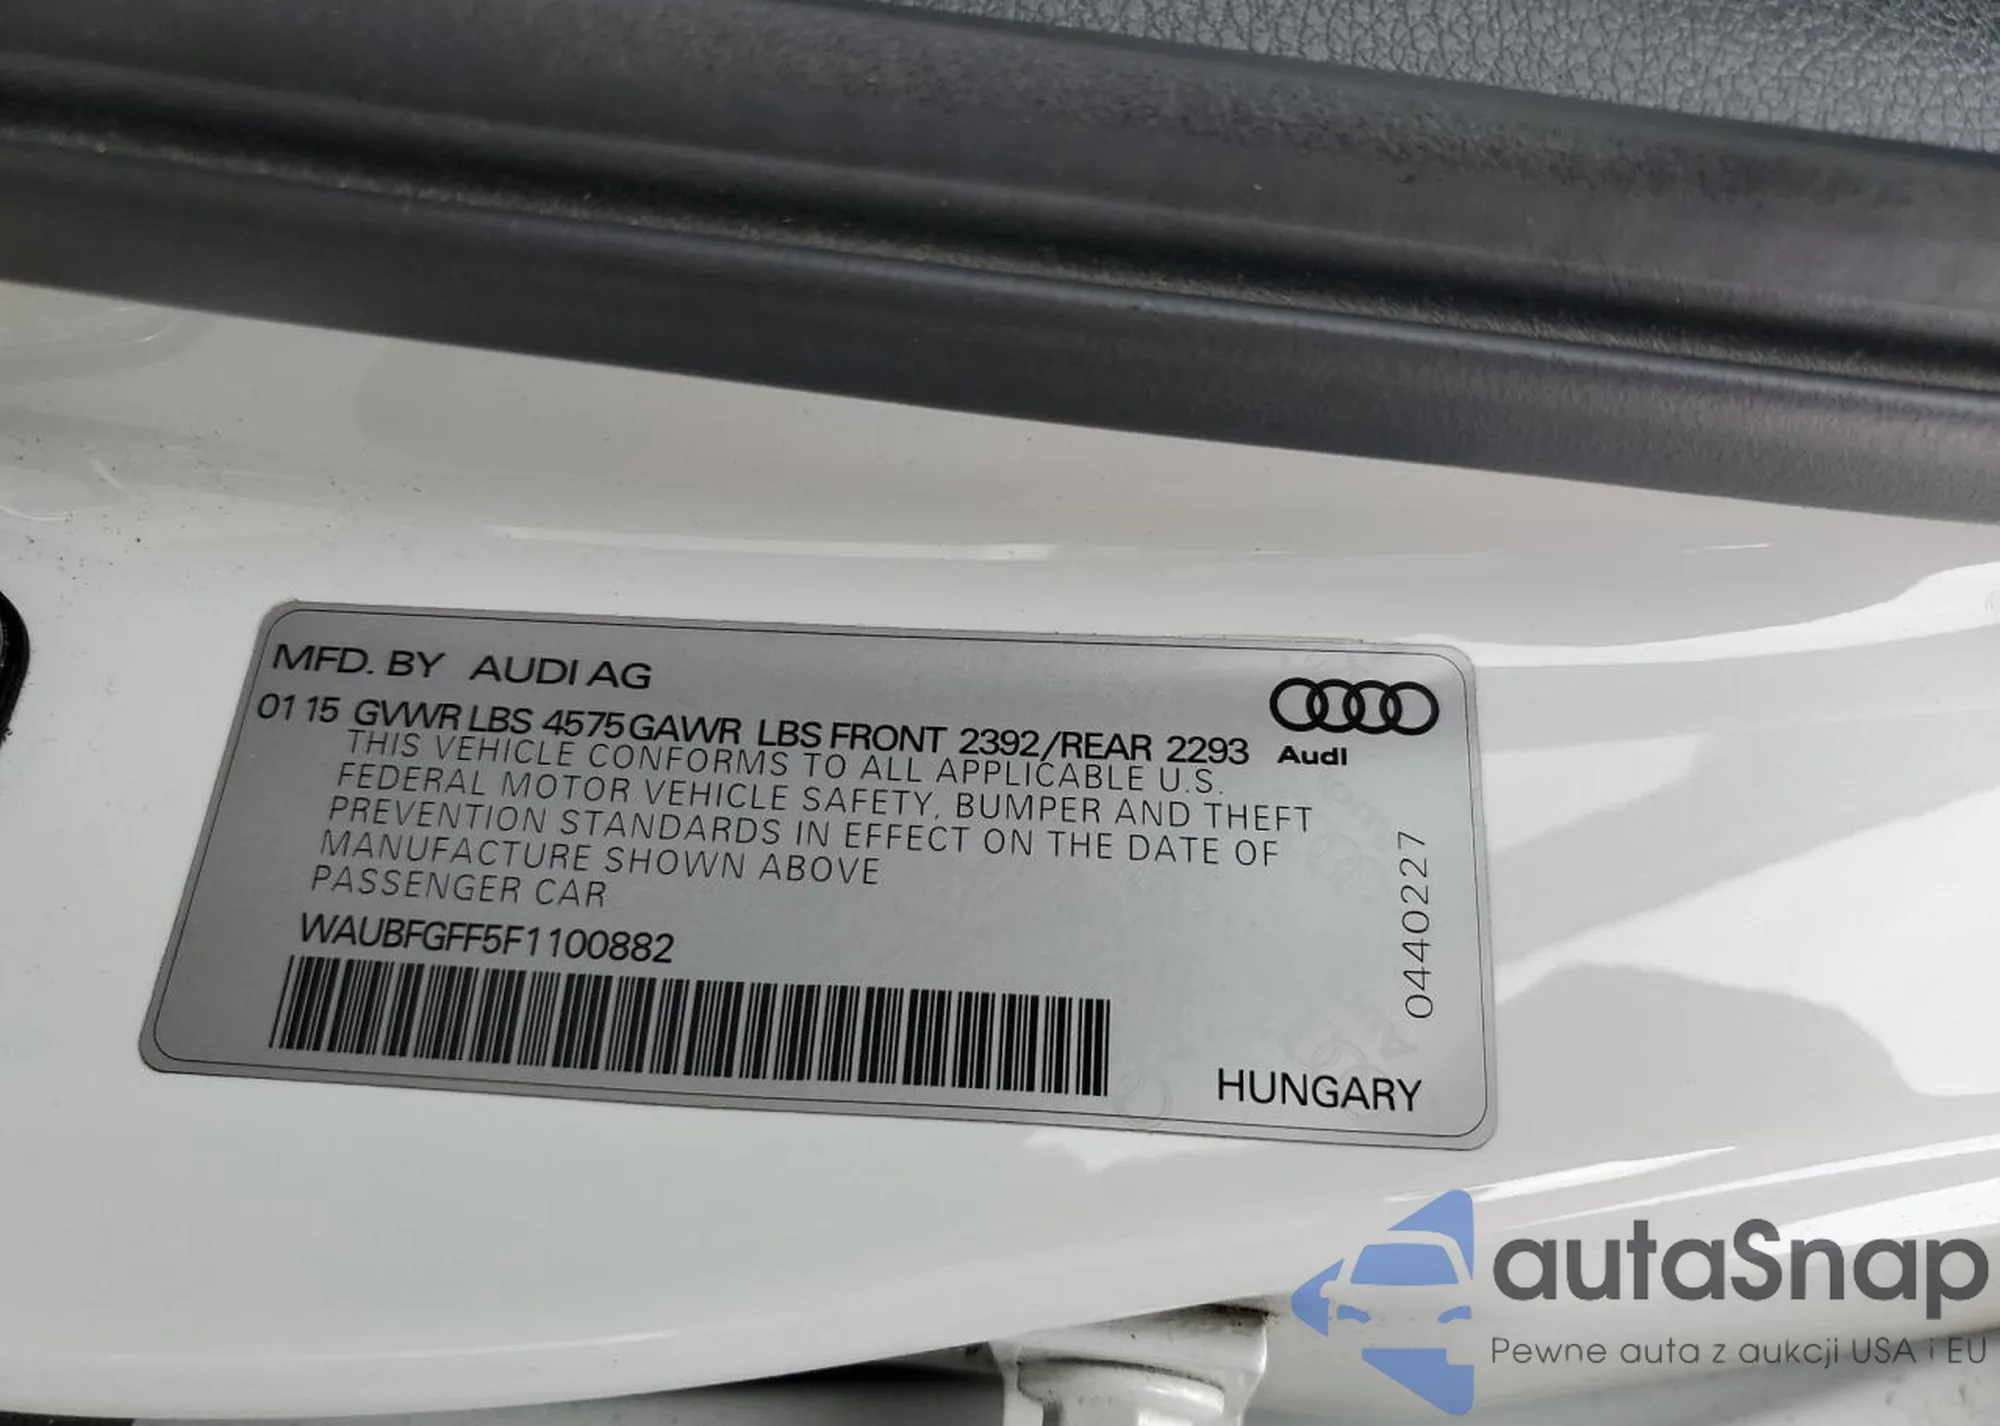 MFD. BY AUDI AG
0115 GVWR LBS 4575 GAWR LBS FRONT 2392/REAR 2293
Audi
THIS VEHICLE CONFORMS TO ALL APPLICABLE U.S.
FEDERAL MOTOR VEHICLE SAFETY, BUMPER AND THEFT
PREVENTION STANDARDS IN EFFECT ON THE DATE OF
MANUFACTURE SHOWN ABOVE
PASSENGER CAR
WAUBFGFF5F1100882
0440227
HUNGARY
autaSnap
Pewne auta z aukcji USA i EU